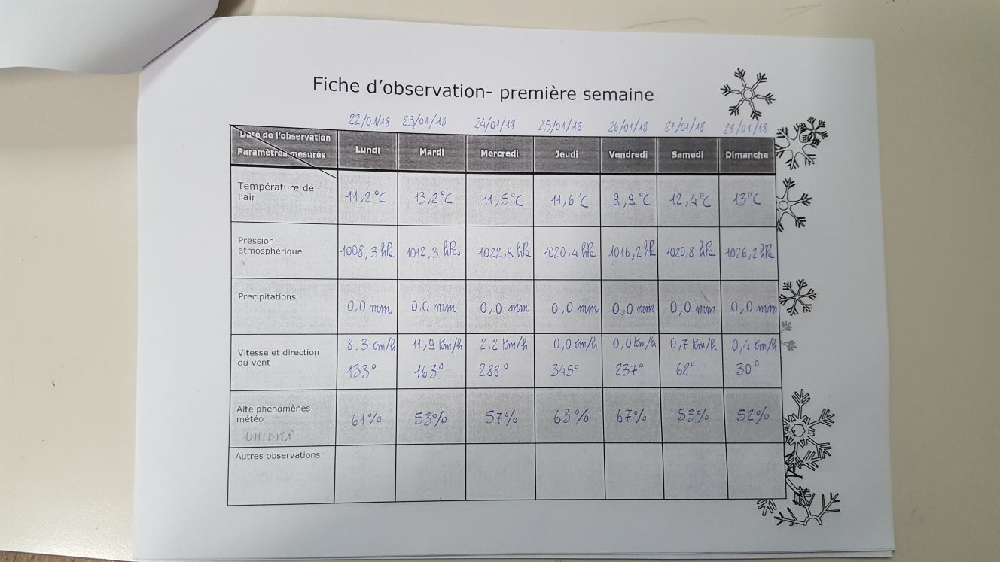 Fiche d'observation- première semaine
22/01/18 23/01/18 24/01/18 25/01/18 26/01/18 27/01/18 28/01/18
Date de l'observation
Paramètres mesurés
Lundi Mardi Mercredi Jeudi Vendredi Samedi Dimanche
Température de
l'air
11,2°C 13,2°C 11,5°C 11,6°C 9,9°C 12,4°C 13°C
Pression
atmosphérique
1008,3 hPa 1012,3 hPa 1022,9 hPa 1020,4 hPa 1016,2 hPa 1020,8 hPa 1026,2 hPa
Precipitations
0,0 mm 0,0 mm 0,0 mm 0,0 mm 0,0 mm 0,0 mm 0,0 mm
Vitesse et direction
du vent
8,3 Km/h 11,9 Km/h 2,2 Km/h 0,0 Km/h 0,0 Km/h 0,7 Km/h 0,4 Km/h
133° 163° 288° 345° 237° 68° 30°
Alte phenomènes
météo
UMIDITÀ
61% 53% 57% 63% 67% 53% 52%
Autres observations